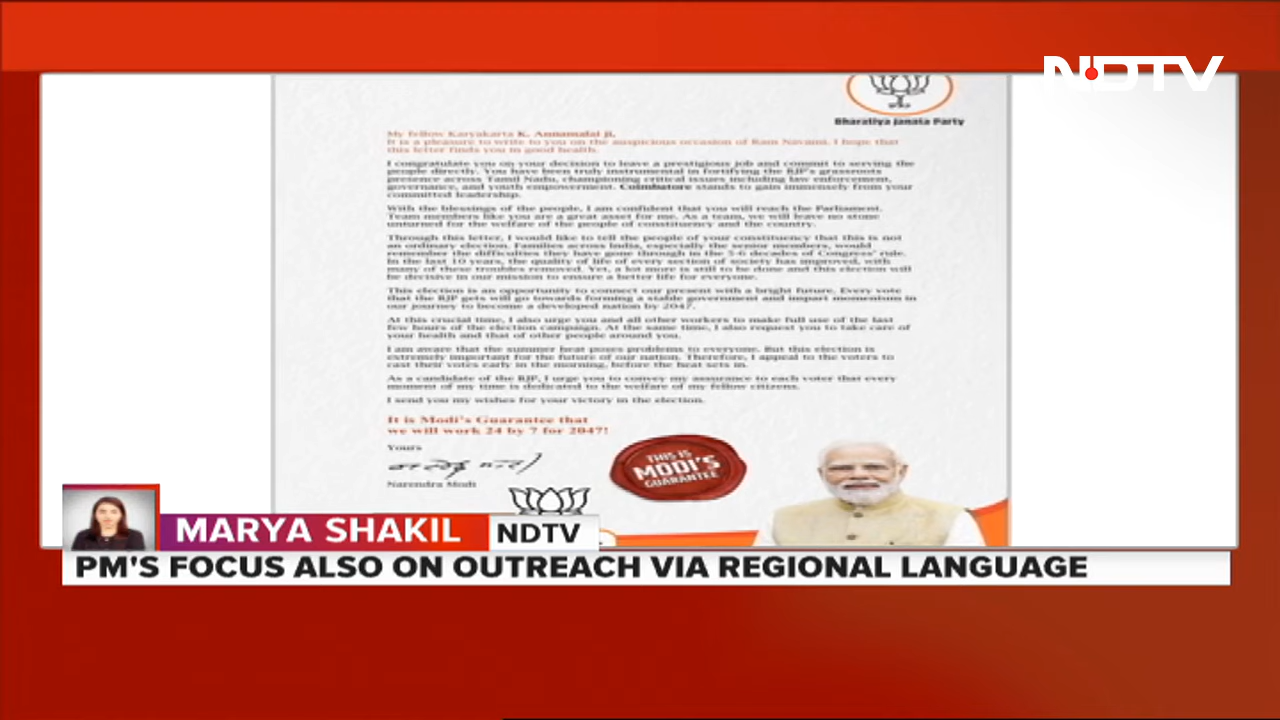 NDTV
Bharatiya Janata Party
My fellow Karyakarta K. Annamalai ji,
It is a pleasure to write to you on the auspicious occasion of Ram Navami. I hope that
this letter finds you in good health.
I congratulate you on your decision to leave a prestigious job and commit to serving the
people directly. You have been truly instrumental in fortifying the BJP's grassroots
presence across Tamil Nadu, championing critical issues including law enforcement,
governance, and youth empowerment. Coimbatore stands to gain immensely from your
committed leadership.
With the blessings of the people, I am confident that you will reach the Parliament.
Team members like you are a great asset for me. As a team, we will leave no stone
unturned for the welfare of the people of constituency and the country.
Through this letter, I would like to tell the people of your constituency that this is not
an ordinary election. Families across India, especially the senior members, would
remember the difficulties they have gone through in the 5-6 decades of Congress' rule.
In the last 10 years, the quality of life of every section of society has improved, with
many of these troubles removed. Yet, a lot more is still to be done and this election will
be decisive in our mission to ensure a better life for everyone.
This election is an opportunity to connect our present with a bright future. Every vote
that the BJP gets will go towards forming a stable government and impart momentum in
our journey to become a developed nation by 2047.
At this crucial time, I also urge you and all other workers to make full use of the last
few hours of the election campaign. At the same time, I also request you to take care of
your health and that of other people around you.
I am aware that the summer heat poses problems to everyone. But this election is
extremely important for the future of our nation. Therefore, I appeal to the voters to
cast their votes early in the morning, before the heat sets in.
As a candidate of the BJP, I urge you to convey my assurance to each voter that every
moment of my time is dedicated to the welfare of my fellow citizens.
I send you my wishes for your victory in the election.
It is Modi's Guarantee that
we will work 24 by 7 for 2047!
Yours
Narendra Modi
THIS IS
MODI'S
GUARANTEE
MARYA SHAKIL
NDTV
PM'S FOCUS ALSO ON OUTREACH VIA REGIONAL LANGUAGE